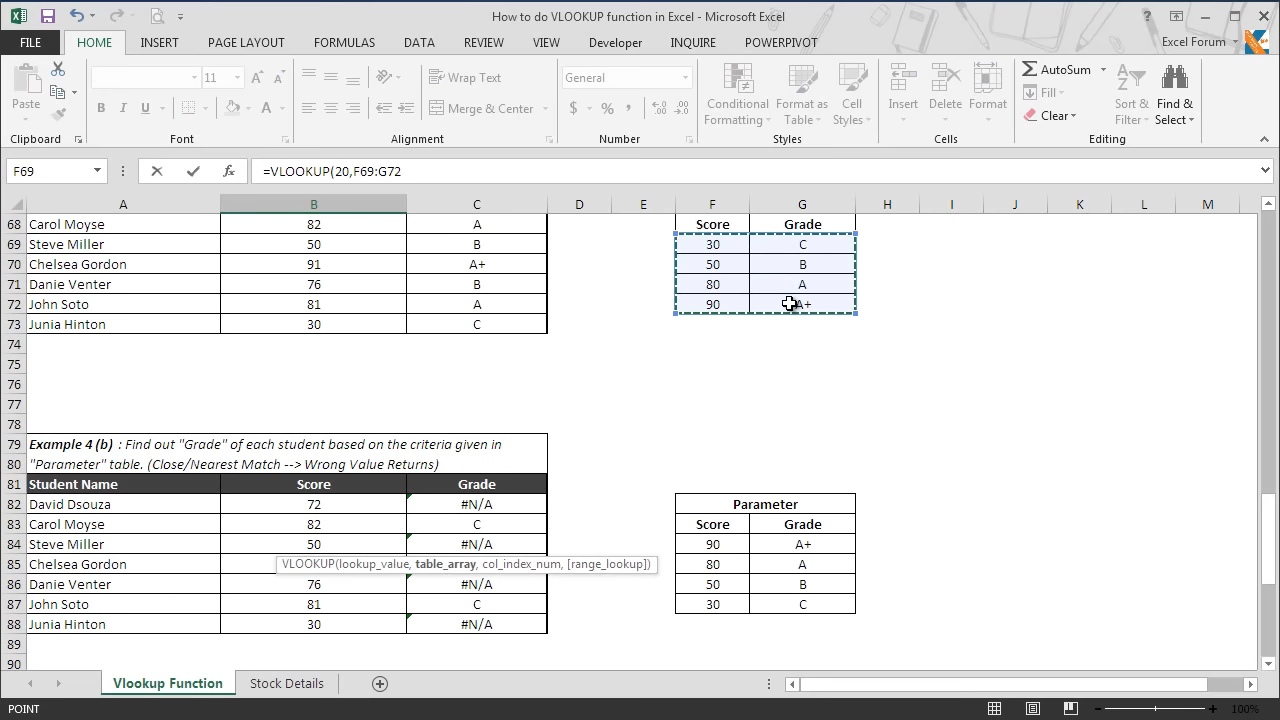 How to do VLOOKUP function in Excel - Microsoft Excel
FILE HOME INSERT PAGE LAYOUT FORMULAS DATA REVIEW VIEW Developer INQUIRE POWERPIVOT Excel Forum
11 Wrap Text General Σ AutoSum
Paste Conditional Formatting Format as Table Cell Styles Insert Delete Format Fill Sort & Filter Find & Select
B I U Merge & Center $ % , Clear
Clipboard Font Alignment Number Styles Cells Editing
F69 fx =VLOOKUP(20,F69:G72
A B C D E F G H I J K L M
68 Carol Moyse 82 A Score Grade
69 Steve Miller 50 B 30 C
70 Chelsea Gordon 91 A+ 50 B
71 Danie Venter 76 B 80 A
72 John Soto 81 A 90 A+
73 Junia Hinton 30 C
74
75
76
77
78
79 Example 4 (b) : Find out "Grade" of each student based on the criteria given in
80 "Parameter" table. (Close/Nearest Match --> Wrong Value Returns)
81 Student Name Score Grade
82 David Dsouza 72 #N/A Parameter
83 Carol Moyse 82 C Score Grade
84 Steve Miller 50 #N/A 90 A+
85 Chelsea Gordon VLOOKUP(lookup_value, table_array, col_index_num, [range_lookup]) 80 A
86 Danie Venter 76 #N/A 50 B
87 John Soto 81 C 30 C
88 Junia Hinton 30 #N/A
89
90
Vlookup Function Stock Details
POINT 100%